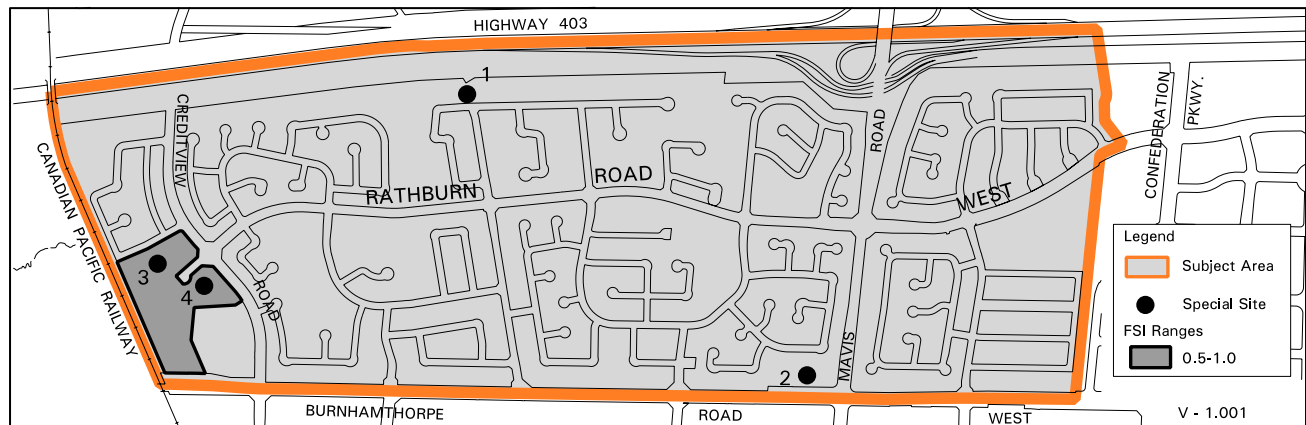 HIGHWAY 403
1
CREDITVIEW
ROAD
CONFEDERATION
PKWY.
CANADIAN PACIFIC RAILWAY
RATHBURN
ROAD
WEST
3
4
ROAD
Legend
Subject Area
Special Site
FSI Ranges
0.5-1.0
2
MAVIS
BURNHAMTHORPE
ROAD
WEST
V - 1.001